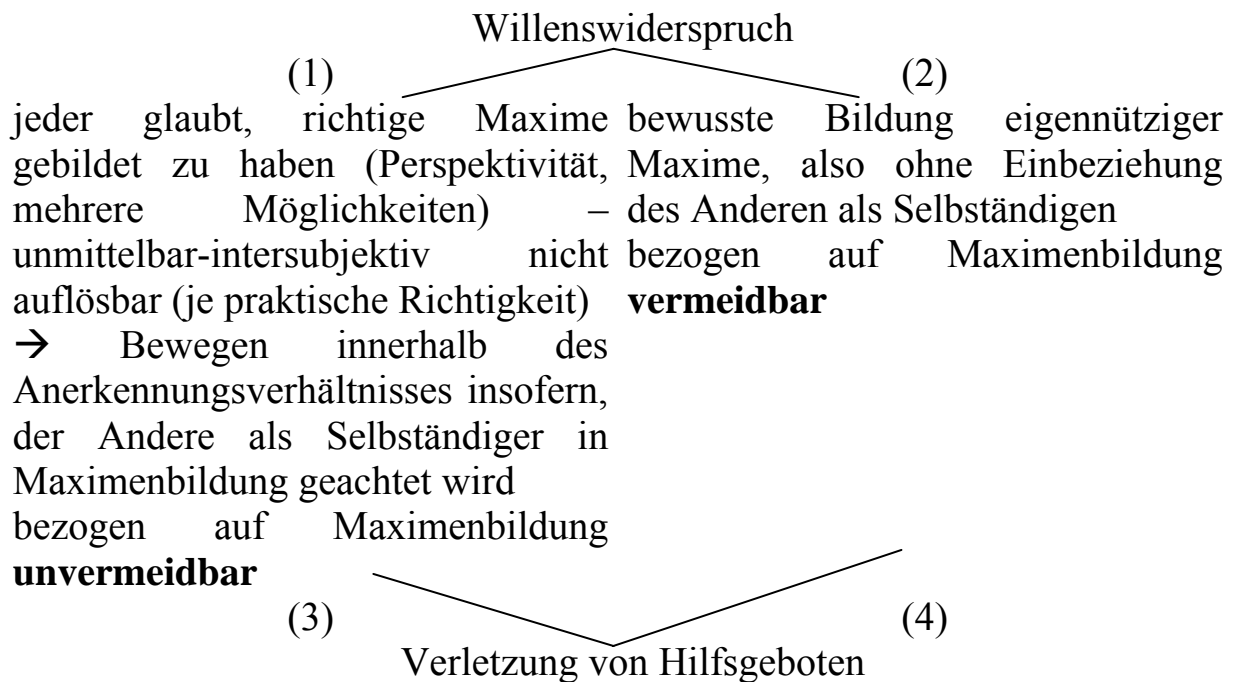 Willenswiderspruch
(1) (2)
jeder glaubt, richtige Maxime
gebildet zu haben (Perspektivität,
mehrere Möglichkeiten) –
unmittelbar-intersubjektiv nicht
auflösbar (je praktische Richtigkeit)
→ Bewegen innerhalb des
Anerkennungsverhältnisses insofern,
der Andere als Selbständiger in
Maximenbildung geachtet wird
bezogen auf Maximenbildung
unvermeidbar
bewusste Bildung eigennütziger
Maxime, also ohne Einbeziehung
des Anderen als Selbständigen
bezogen auf Maximenbildung
vermeidbar
(3) (4)
Verletzung von Hilfsgeboten